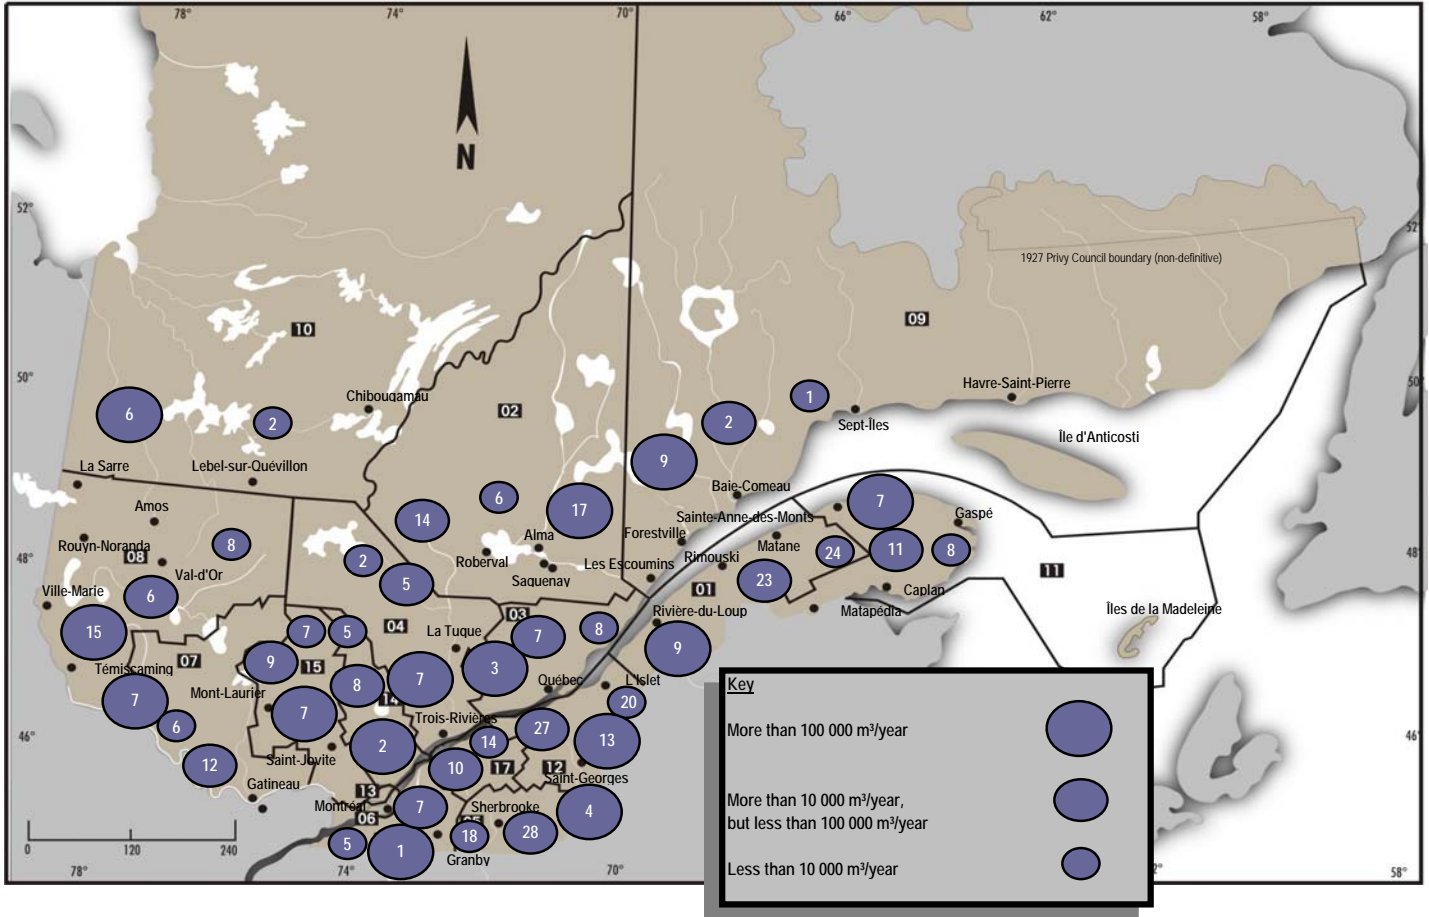 78°
74°
70°
66°
62°
58°
N
52°
52°
1927 Privy Council boundary (non-definitive)
10
09
50°
50°
Chibougamau
02
Havre-Saint-Pierre
6
2
1
2
Sept-Îles
Île d'Anticosti
9
La Sarre
Lebel-sur-Quévillon
Baie-Comeau
6
17
7
Amos
14
Sainte-Anne-des-Monts
Gaspé
Alma
Forestville
Rouyn-Noranda
8
08
Roberval
Rimouski
Matane
24
11
8
48°
48°
2
Les Escoumins
Val-d'Or
Saguenay
11
Ville-Marie
6
5
01
23
Caplan
Matapédia
Îles de la Madeleine
03
Rivière-du-Loup
15
7
5
04
La Tuque
7
8
9
07
9
15
3
Témiscaming
8
7
Québec
L'Islet
Key
Mont-Laurier
14
7
7
20
6
Trois-Rivières
27
More than 100 000 m³/year
46°
46°
2
14
13
12
Saint-Jovite
10
17
12
Saint-Georges
Gatineau
13
More than 10 000 m³/year,
but less than 100 000 m³/year
Montréal
06
7
Sherbrooke
4
5
18
28
1
Granby
0
120
240
Less than 10 000 m³/year
78°
74°
70°
58°